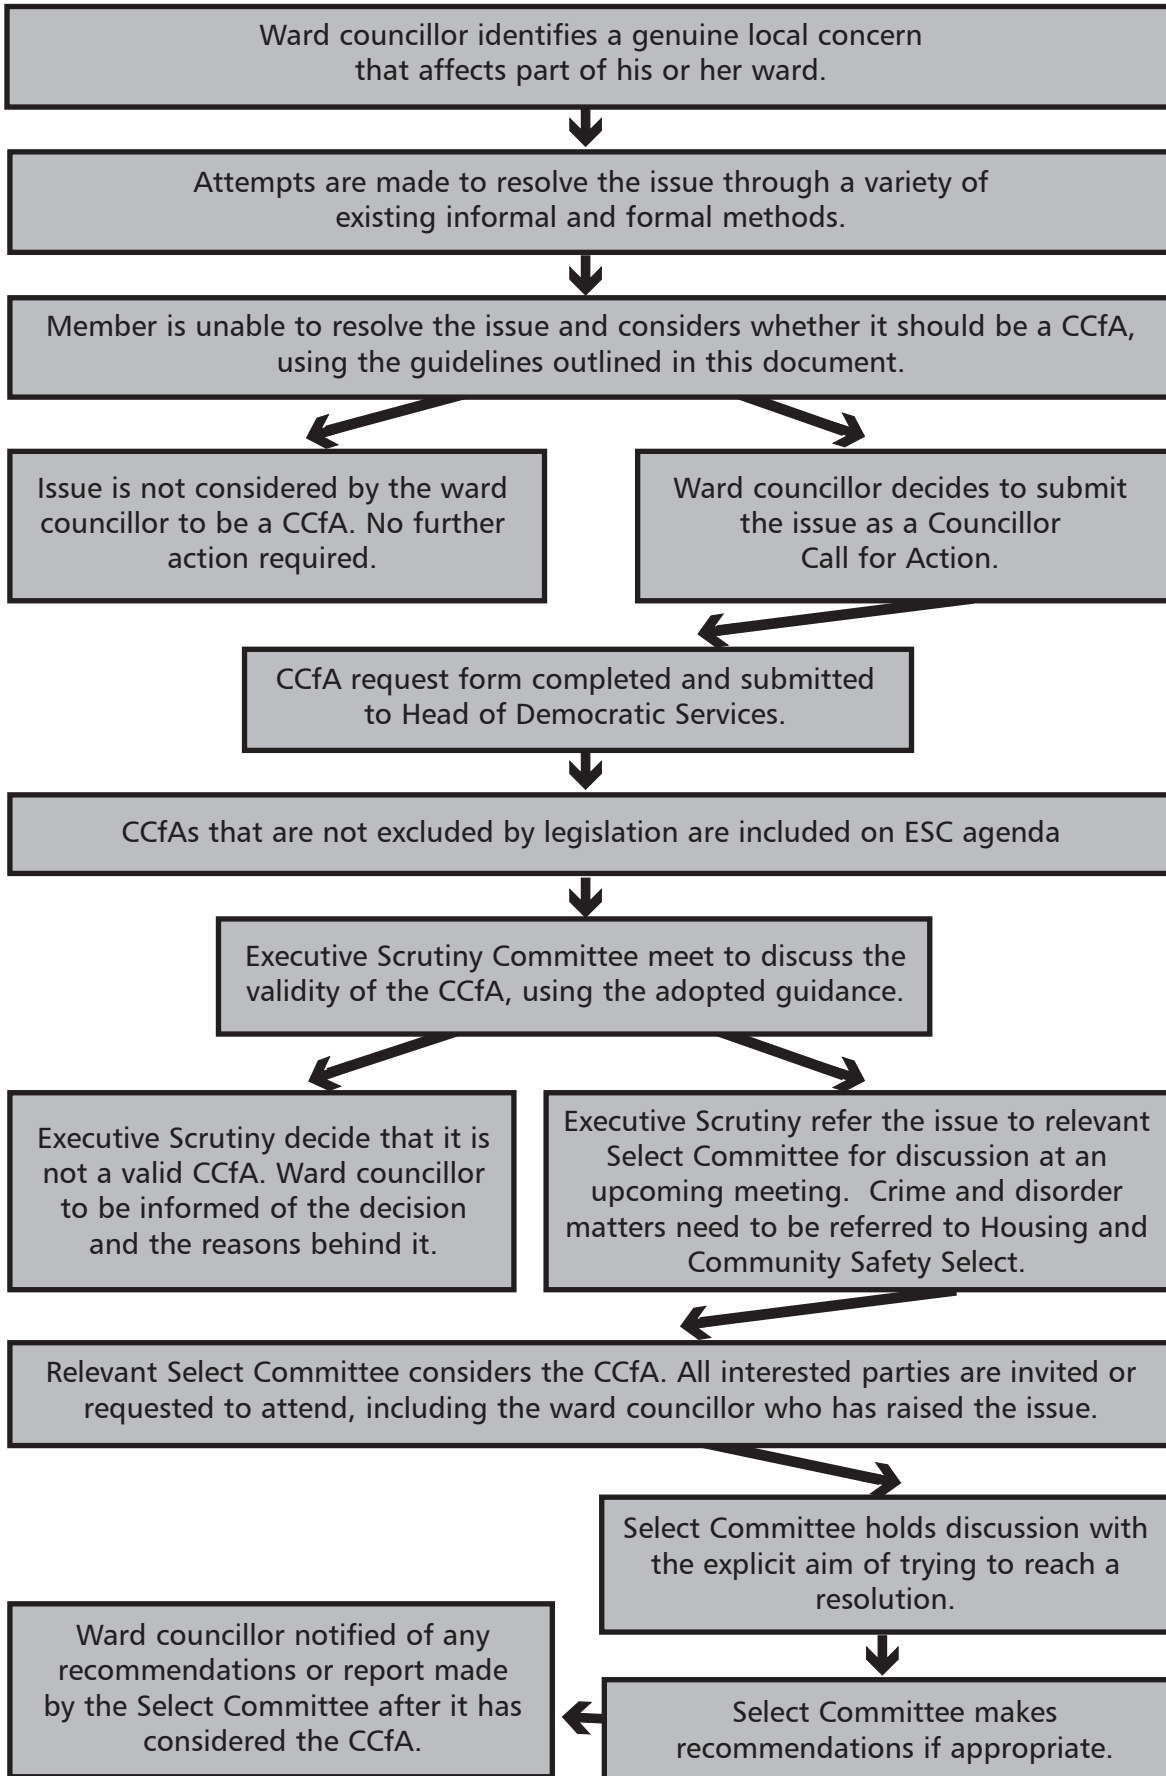 Ward councillor identifies a genuine local concern
that affects part of his or her ward.
Attempts are made to resolve the issue through a variety of
existing informal and formal methods.
Member is unable to resolve the issue and considers whether it should be a CCfA,
using the guidelines outlined in this document.
Issue is not considered by the ward
councillor to be a CCfA. No further
action required.
Ward councillor decides to submit
the issue as a Councillor
Call for Action.
CCfA request form completed and submitted
to Head of Democratic Services.
CCfAs that are not excluded by legislation are included on ESC agenda
Executive Scrutiny Committee meet to discuss the
validity of the CCfA, using the adopted guidance.
Executive Scrutiny decide that it is
not a valid CCfA. Ward councillor
to be informed of the decision
and the reasons behind it.
Executive Scrutiny refer the issue to relevant
Select Committee for discussion at an
upcoming meeting.  Crime and disorder
matters need to be referred to Housing and
Community Safety Select.
Relevant Select Committee considers the CCfA. All interested parties are invited or
requested to attend, including the ward councillor who has raised the issue.
Select Committee holds discussion with
the explicit aim of trying to reach a
resolution.
Select Committee makes
recommendations if appropriate.
Ward councillor notified of any
recommendations or report made
by the Select Committee after it has
considered the CCfA.